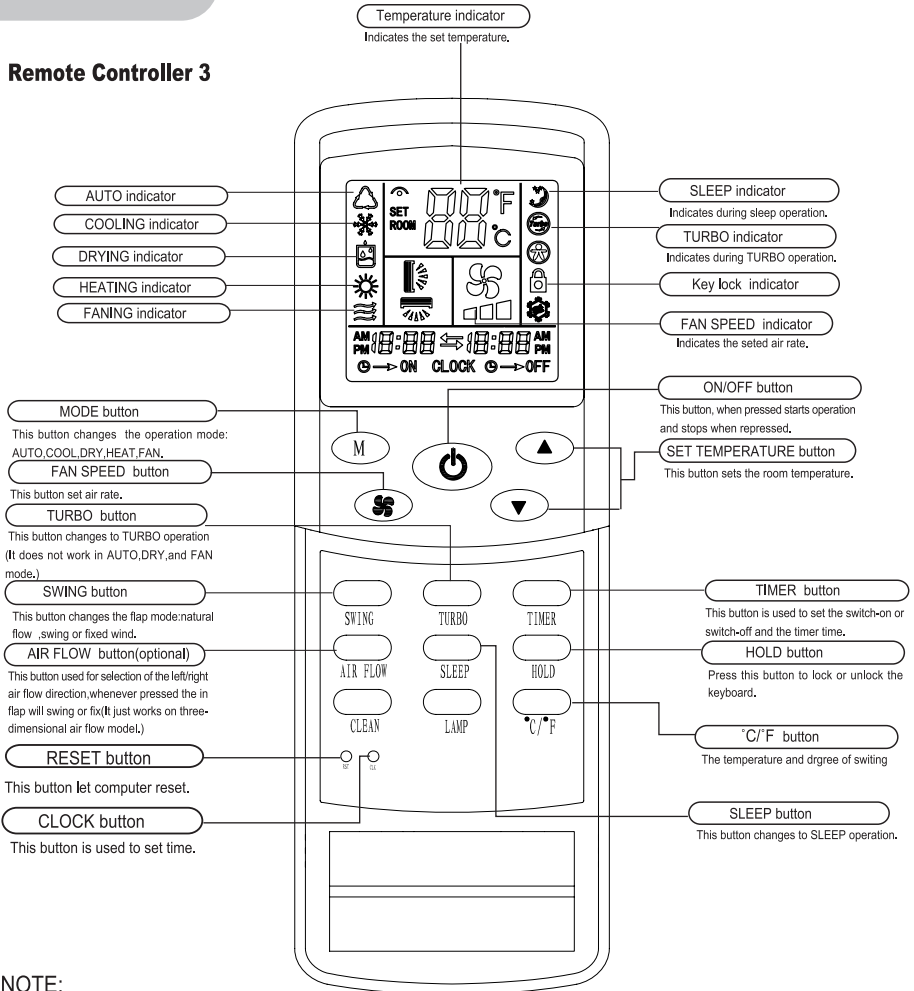 Temperature indicator
Indicates the set temperature.
Remote Controller 3
AUTO indicator
COOLING indicator
DRYING indicator
HEATING indicator
FANING indicator
SET
ROOM
°F
°C
Turbo
AM
PM
18:88
18:88
AM
PM
ON CLOCK OFF
SLEEP indicator
Indicates during sleep operation.
TURBO indicator
Indicates during TURBO operation.
Key lock indicator
FAN SPEED indicator
Indicates the seted air rate.
ON/OFF button
This button, when pressed starts operation
and stops when repressed.
SET TEMPERATURE button
This button sets the room temperature.
MODE button
This button changes the operation mode:
AUTO,COOL,DRY,HEAT,FAN.
FAN SPEED button
This button set air rate.
TURBO button
This button changes to TURBO operation
(It does not work in AUTO,DRY,and FAN
mode.)
SWING button
This button changes the flap mode:natural
flow ,swing or fixed wind.
AIR FLOW button(optional)
This button used for selection of the left/right
air flow direction,whenever pressed the in
flap will swing or fix(It just works on three-
dimensional air flow model.)
RESET button
This button let computer reset.
CLOCK button
This button is used to set time.
M
SWING TURBO TIMER
AIR FLOW SLEEP HOLD
CLEAN LAMP °C/°F
RST CLK
TIMER button
This button is used to set the switch-on or
switch-off and the timer time.
HOLD button
Press this button to lock or unlock the
keyboard.
°C/°F button
The temperature and drgree of switing
SLEEP button
This button changes to SLEEP operation.
NOTE: